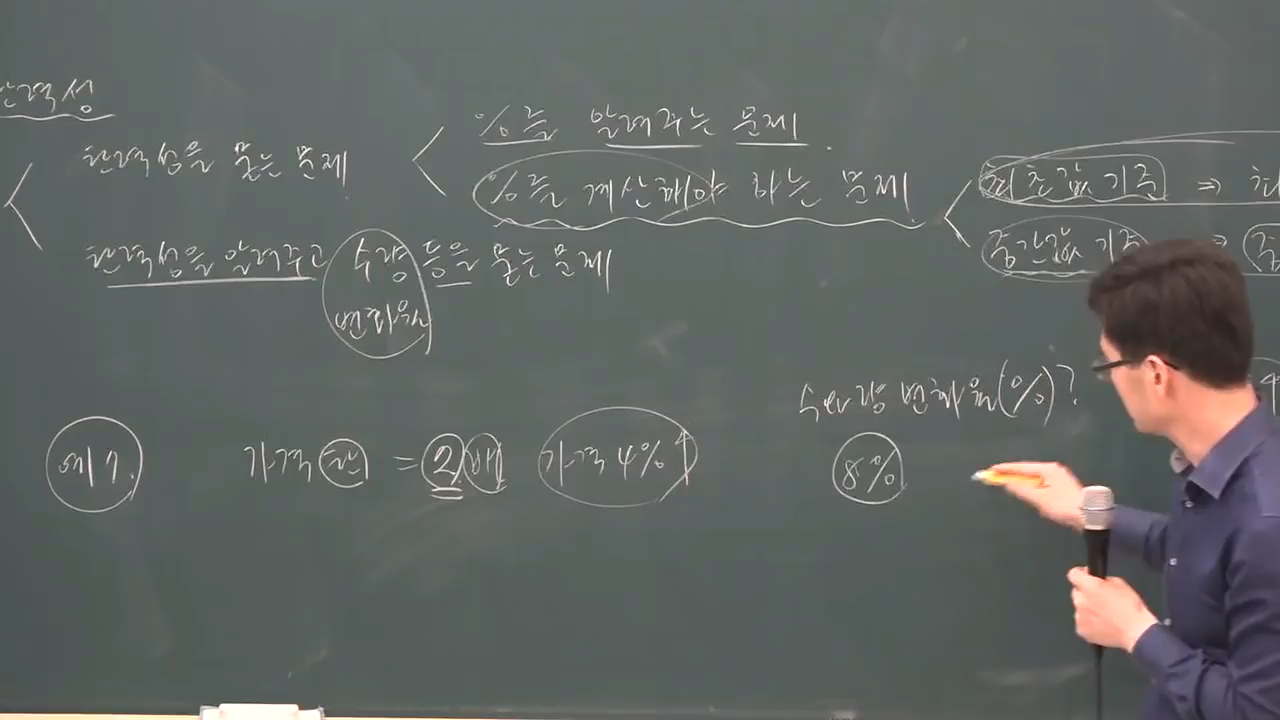 탄력성
탄력성을 묻는 문제
%를 알려주는 문제
%를 계산해야 하는 문제
최초값 기준 ⇒
탄력성을 알려주고 수량 등을 묻는 문제
변화율
중간값 기준 ⇒
수요량 변화율(%)?
예1.
가격탄 = 2.
가격 4%↑
8%